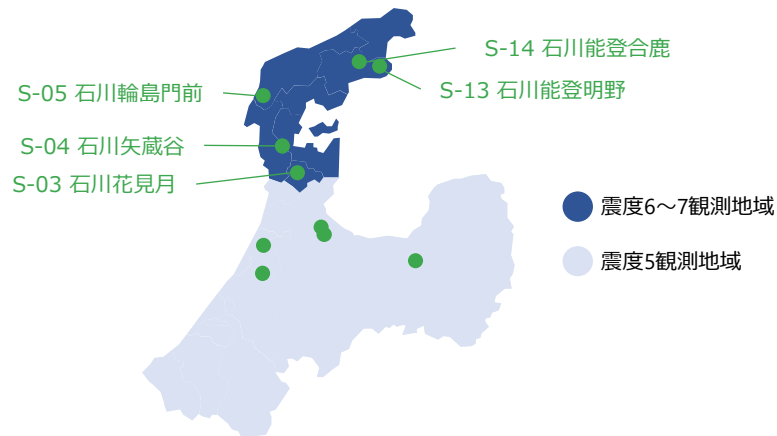 S-14 石川能登合鹿
S-05 石川輪島門前
S-13 石川能登明野
S-04 石川矢蔵谷
S-03 石川花見月
震度6～7観測地域
震度5観測地域